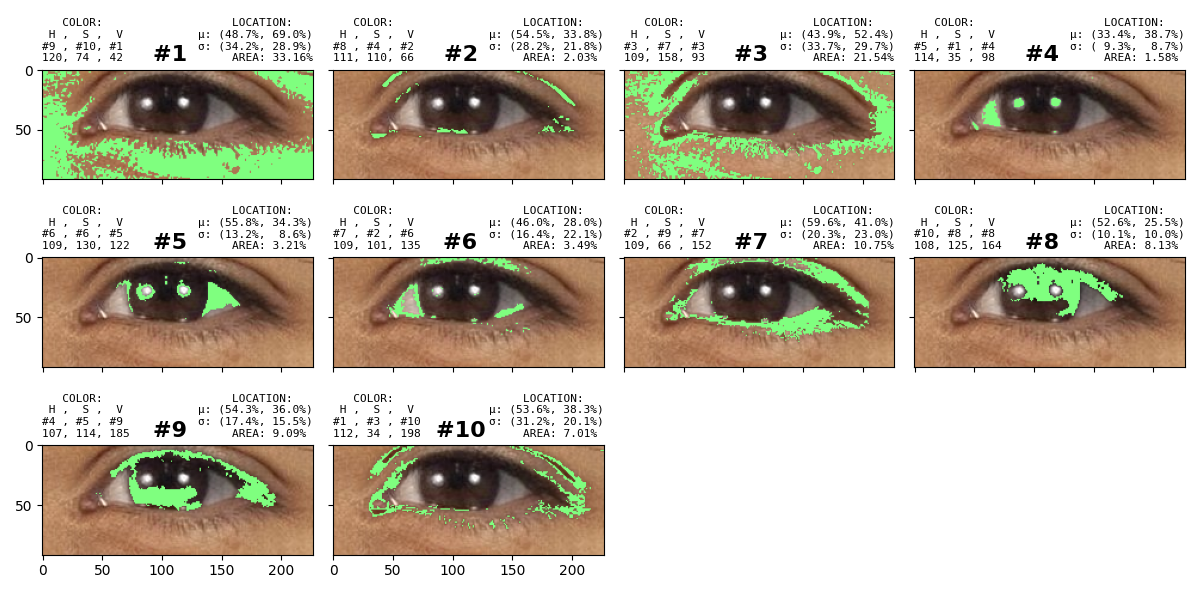 COLOR: LOCATION:
H , S , V μ: (48.7%, 69.0%)
#9 , #10, #1 #1 σ: (34.2%, 28.9%)
120, 74 , 42 AREA: 33.16%
COLOR: LOCATION:
H , S , V μ: (54.5%, 33.8%)
#8 , #4 , #2 #2 σ: (28.2%, 21.8%)
111, 110, 66 AREA: 2.03%
COLOR: LOCATION:
H , S , V μ: (43.9%, 52.4%)
#3 , #7 , #3 #3 σ: (33.7%, 29.7%)
109, 158, 93 AREA: 21.54%
COLOR: LOCATION:
H , S , V μ: (33.4%, 38.7%)
#5 , #1 , #4 #4 σ: ( 9.3%, 8.7%)
114, 35 , 98 AREA: 1.58%
0
50
COLOR: LOCATION:
H , S , V μ: (55.8%, 34.3%)
#6 , #6 , #5 #5 σ: (13.2%, 8.6%)
109, 130, 122 AREA: 3.21%
COLOR: LOCATION:
H , S , V μ: (46.0%, 28.0%)
#7 , #2 , #6 #6 σ: (16.4%, 22.1%)
109, 101, 135 AREA: 3.49%
COLOR: LOCATION:
H , S , V μ: (59.6%, 41.0%)
#2 , #9 , #7 #7 σ: (20.3%, 23.0%)
109, 66 , 152 AREA: 10.75%
COLOR: LOCATION:
H , S , V μ: (52.6%, 25.5%)
#10, #8 , #8 #8 σ: (10.1%, 10.0%)
108, 125, 164 AREA: 8.13%
0
50
COLOR: LOCATION:
H , S , V μ: (54.3%, 36.0%)
#4 , #5 , #9 #9 σ: (17.4%, 15.5%)
107, 114, 185 AREA: 9.09%
COLOR: LOCATION:
H , S , V μ: (53.6%, 38.3%)
#1 , #3 , #10 #10 σ: (31.2%, 20.1%)
112, 34 , 198 AREA: 7.01%
0
50
0 50 100 150 200
0 50 100 150 200